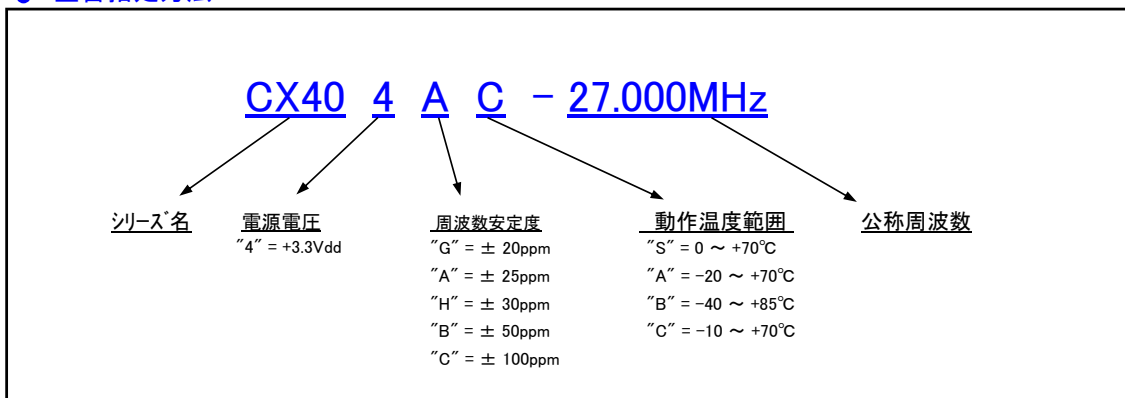 CX40 4 A C - 27.000MHz
シリーズ名 電源電圧 周波数安定度 動作温度範囲 公称周波数
"4" = +3.3Vdd "G" = ± 20ppm "S" = 0 ～ +70℃
"A" = ± 25ppm "A" = -20 ～ +70℃
"H" = ± 30ppm "B" = -40 ～ +85℃
"B" = ± 50ppm "C" = -10 ～ +70℃
"C" = ± 100ppm